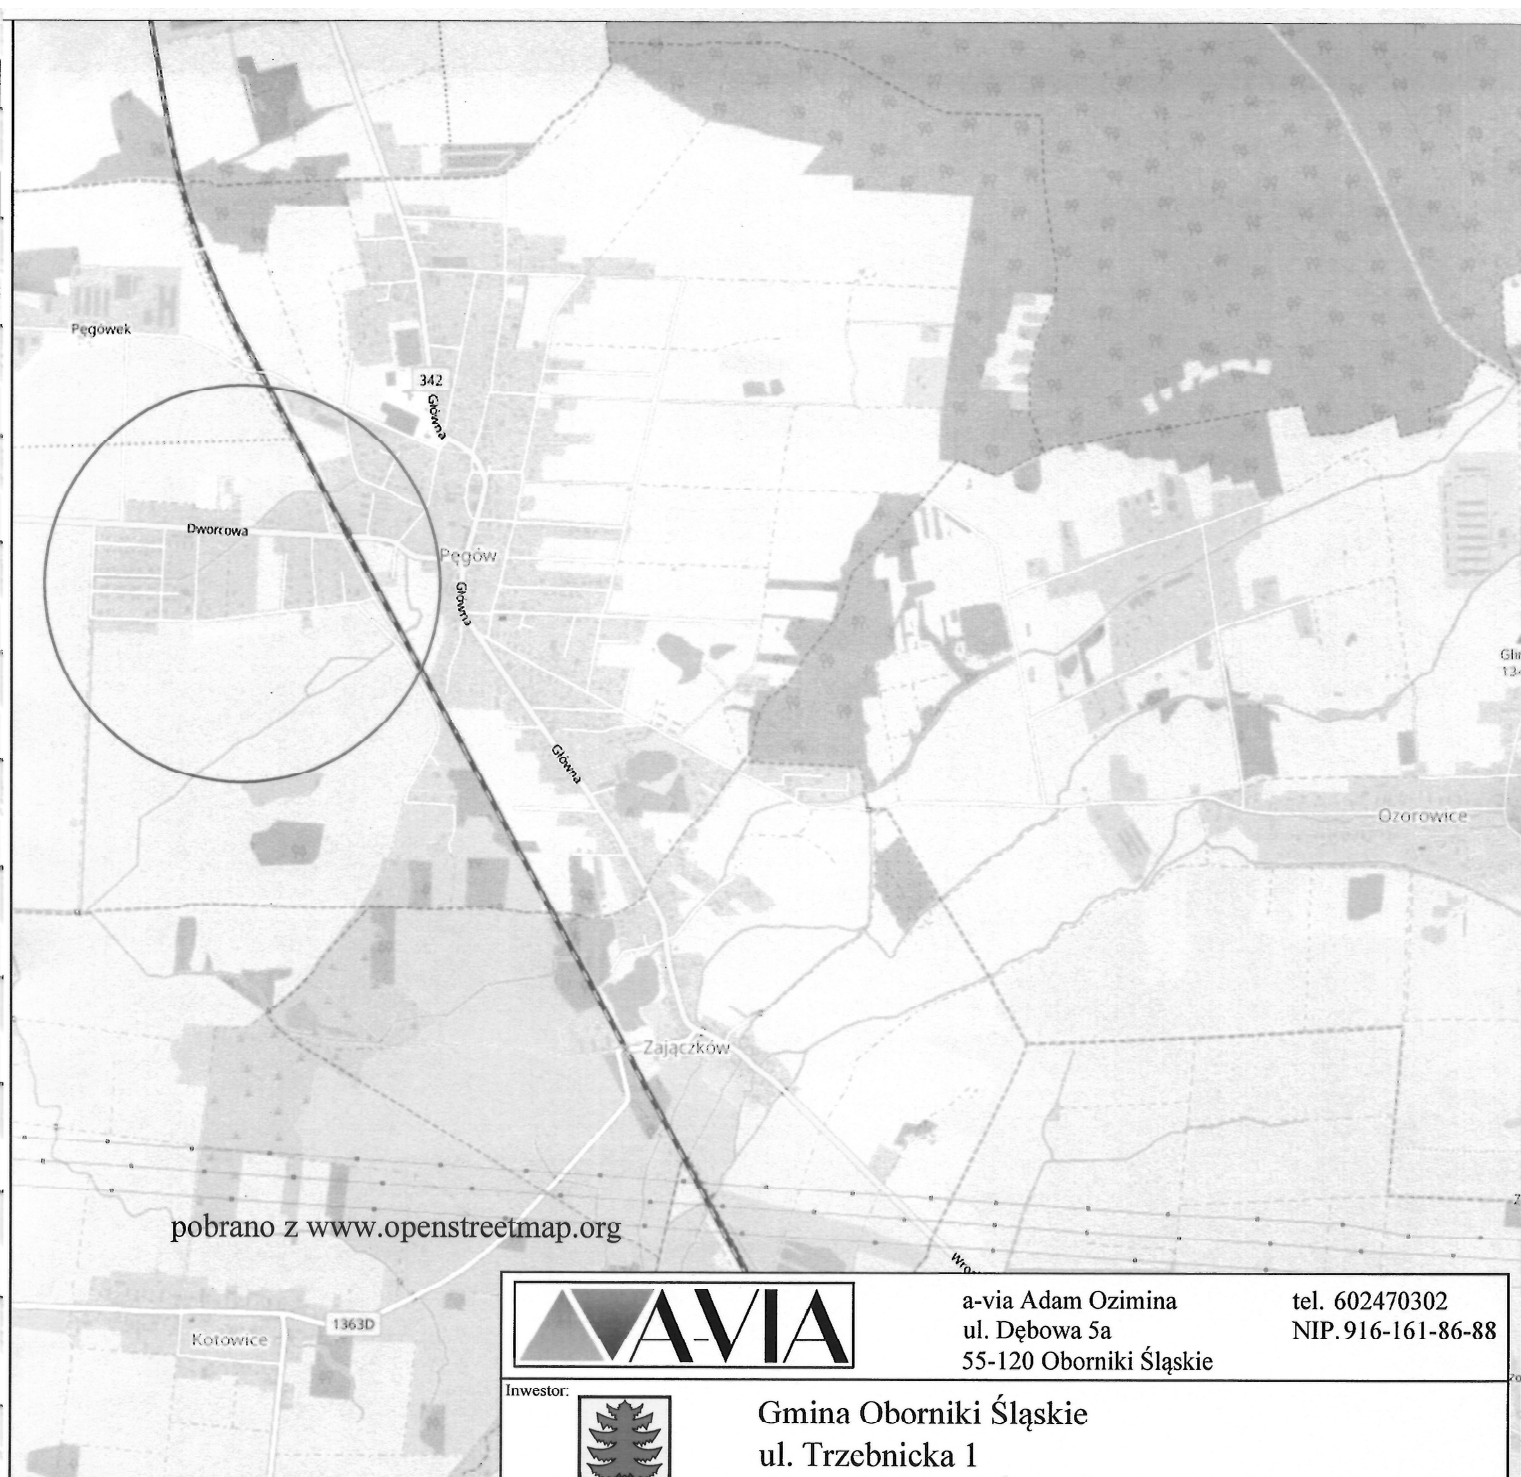 Pęgówek
342
Główna
Dworcowa
Pęgów
Główna
Główna
Ozorowice
Zajączków
pobrano z www.openstreetmap.org
1363D
Kotowice
A-VIA
a-via Adam Ozimina
ul. Dębowa 5a
55-120 Oborniki Śląskie
tel. 602470302
NIP. 916-161-86-88
Inwestor:
Gmina Oborniki Śląskie
ul. Trzebnicka 1